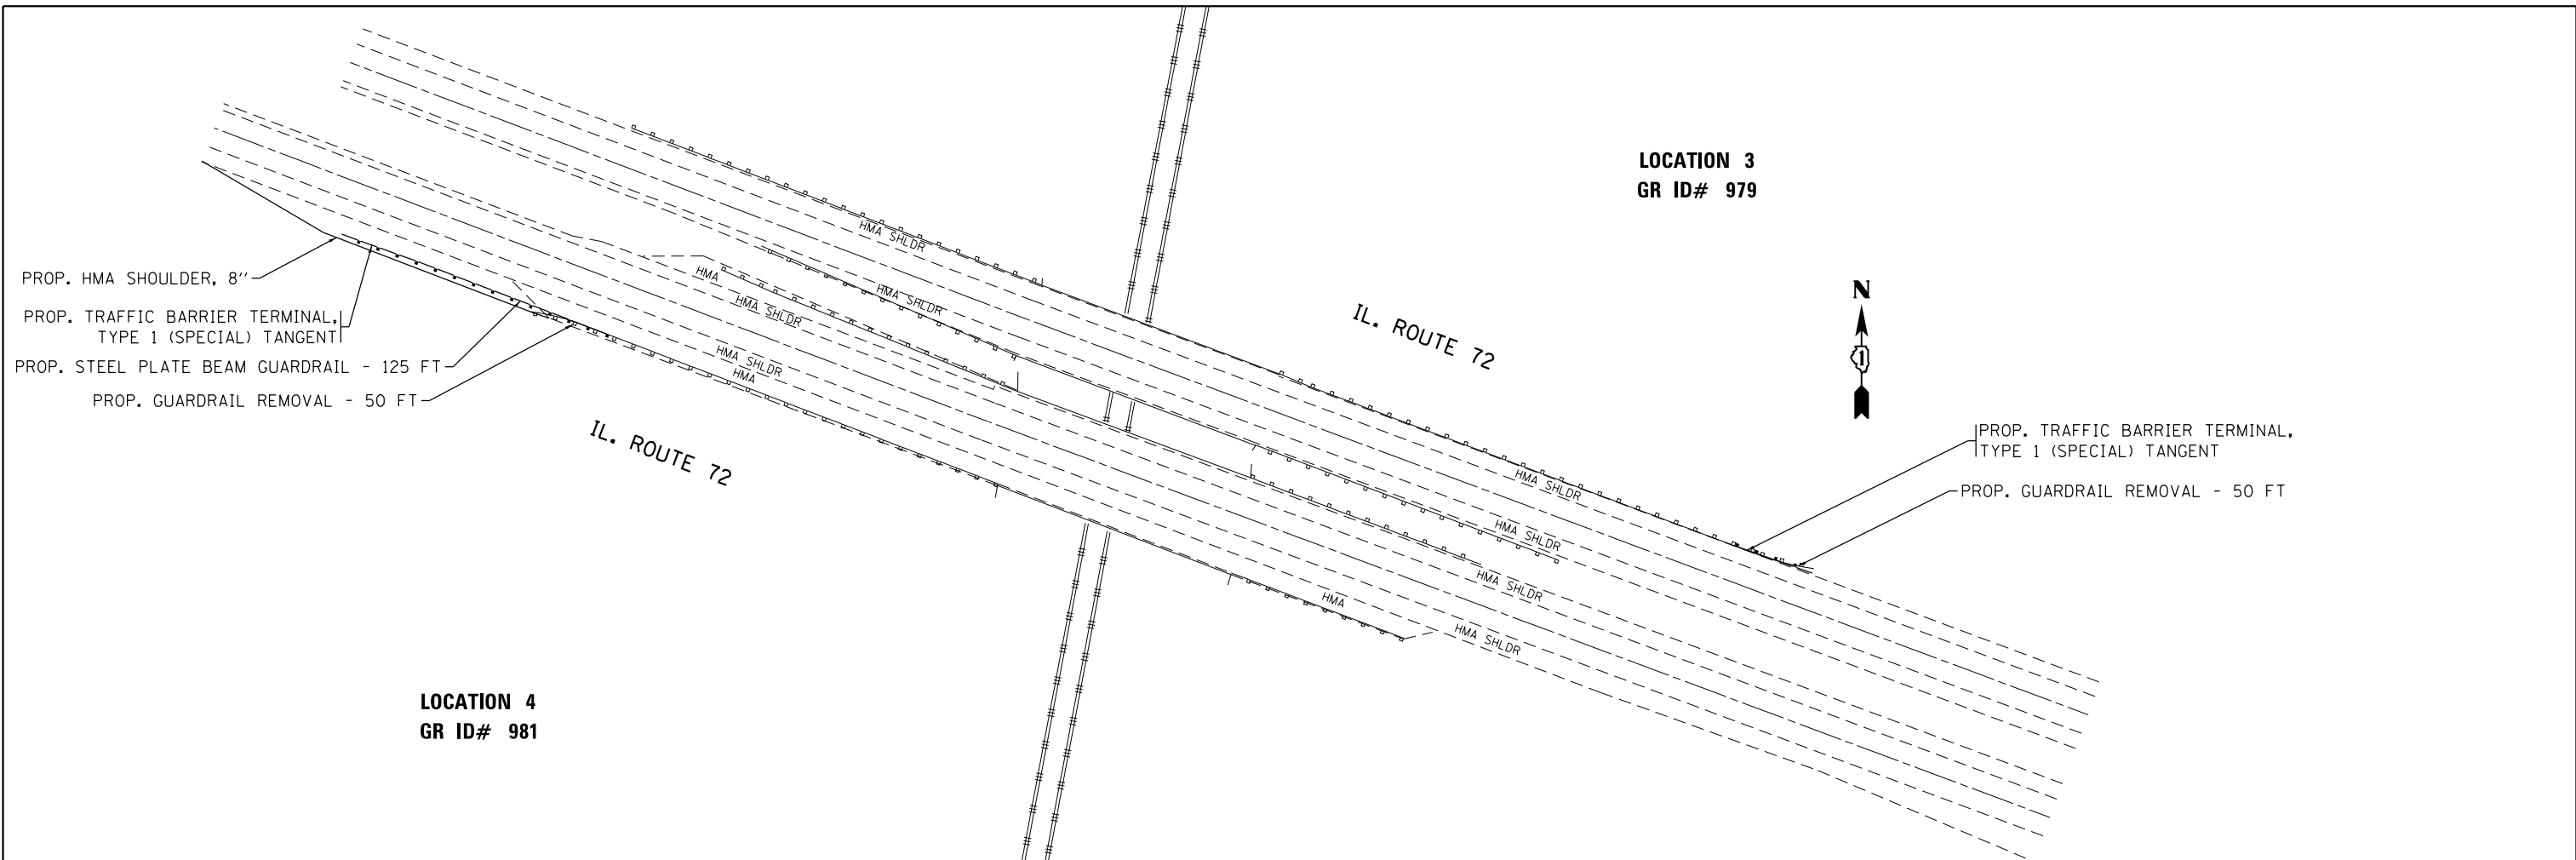 LOCATION 3
GR ID# 979
HMA SHLDR
HMA
HMA SHLDR
HMA SHLDR
IL. ROUTE 72
N
1
PROP. HMA SHOULDER, 8''
PROP. TRAFFIC BARRIER TERMINAL,
TYPE 1 (SPECIAL) TANGENT
PROP. STEEL PLATE BEAM GUARDRAIL - 125 FT
PROP. GUARDRAIL REMOVAL - 50 FT
HMA SHLDR
HMA
IL. ROUTE 72
PROP. TRAFFIC BARRIER TERMINAL,
TYPE 1 (SPECIAL) TANGENT
PROP. GUARDRAIL REMOVAL - 50 FT
HMA SHLDR
HMA SHLDR
HMA SHLDR
HMA
HMA SHLDR
LOCATION 4
GR ID# 981